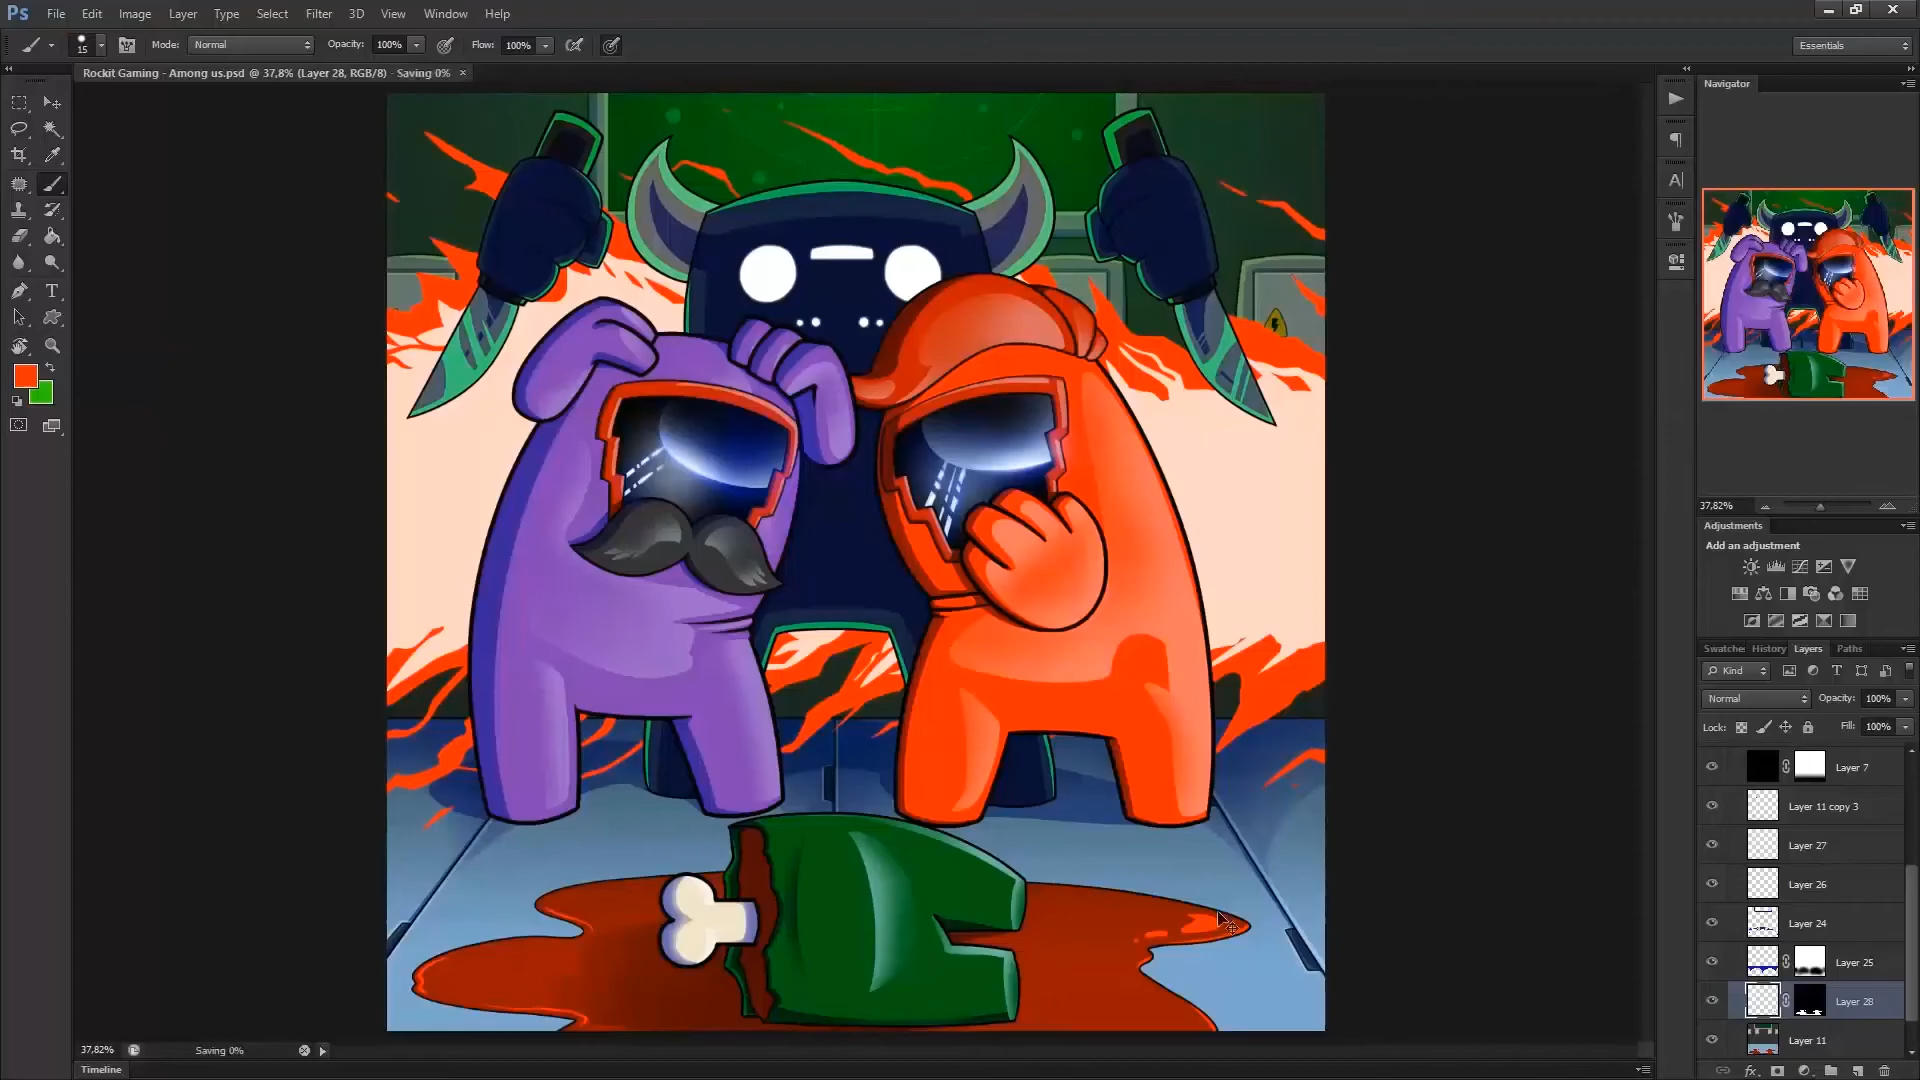 Ps File Edit Image Layer Type Select Filter 3D View Window Help
15 Mode: Normal Opacity: 100% Flow: 100% Essentials
Rockit Gaming - Among us.psd @ 37,8% (Layer 28, RGB/8) - Saving 0% ×
Navigator
37,82%
Adjustments
Add an adjustment
Swatche History Layers Paths
Kind
Normal Opacity: 100%
Lock: Fill: 100%
Layer 7
Layer 11 copy 3
Layer 27
Layer 26
Layer 24
Layer 25
Layer 28
Layer 11
37,82% Saving 0%
Timeline